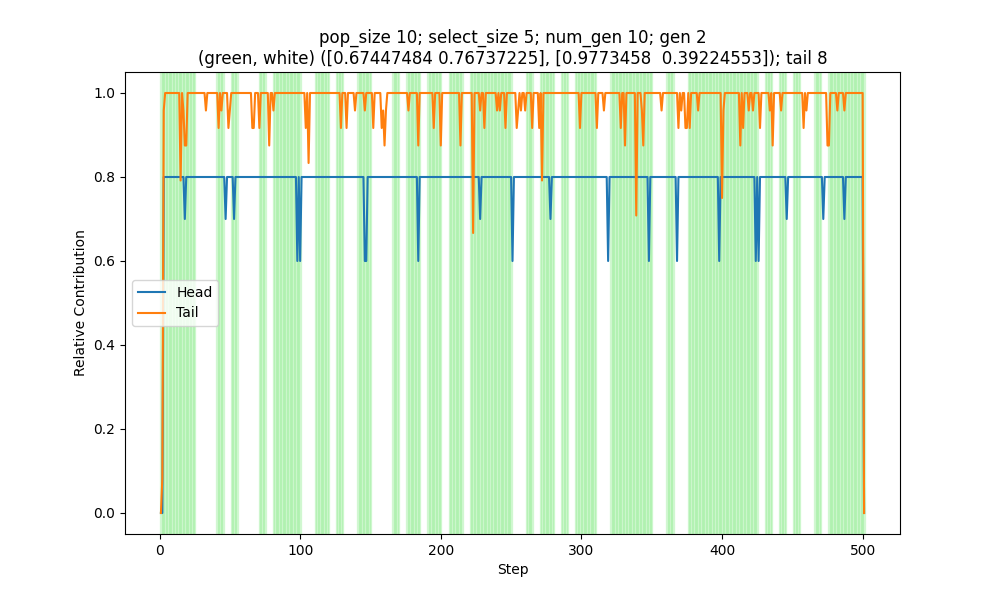 pop_size 10; select_size 5; num_gen 10; gen 2
(green, white) ([0.67447484 0.76737225], [0.9773458  0.39224553]); tail 8
1.0
0.8
0.6
0.4
0.2
0.0
Relative Contribution
Head
Tail
0
100
200
300
400
500
Step